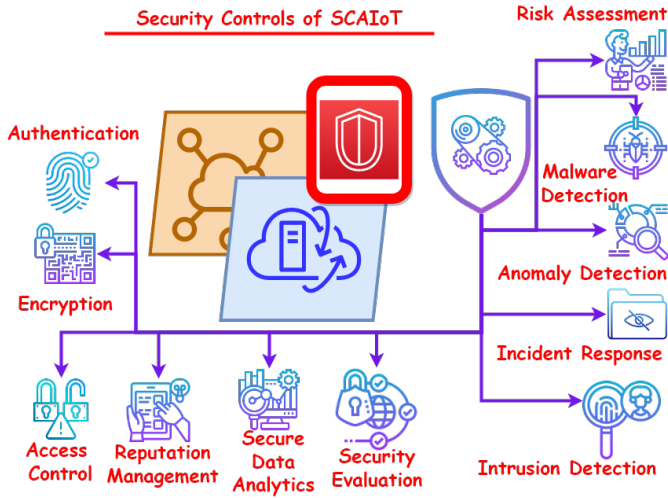 Security Controls of SCAIoT
Risk Assessment
Authentication
Malware
Detection
Encryption
Anomaly Detection
Incident Response
Access
Control
Reputation
Management
Secure
Data
Analytics
Security
Evaluation
Intrusion Detection